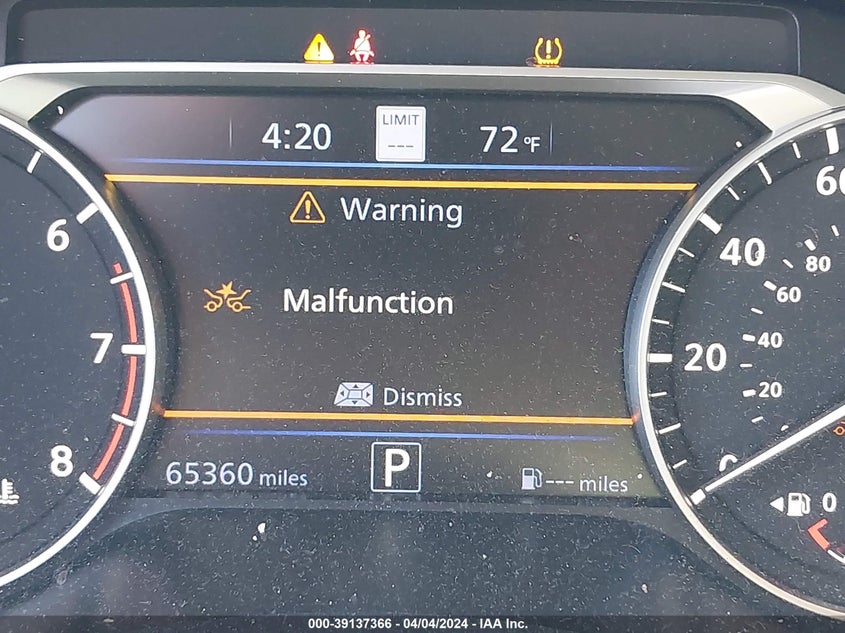 4:20 LIMIT --- 72°F
Warning
6
Malfunction
7
Dismiss
8
65360 miles P --- miles
60
40
80
60
20
40
20
0
0
000-39137366 - 04/04/2024 - IAA Inc.